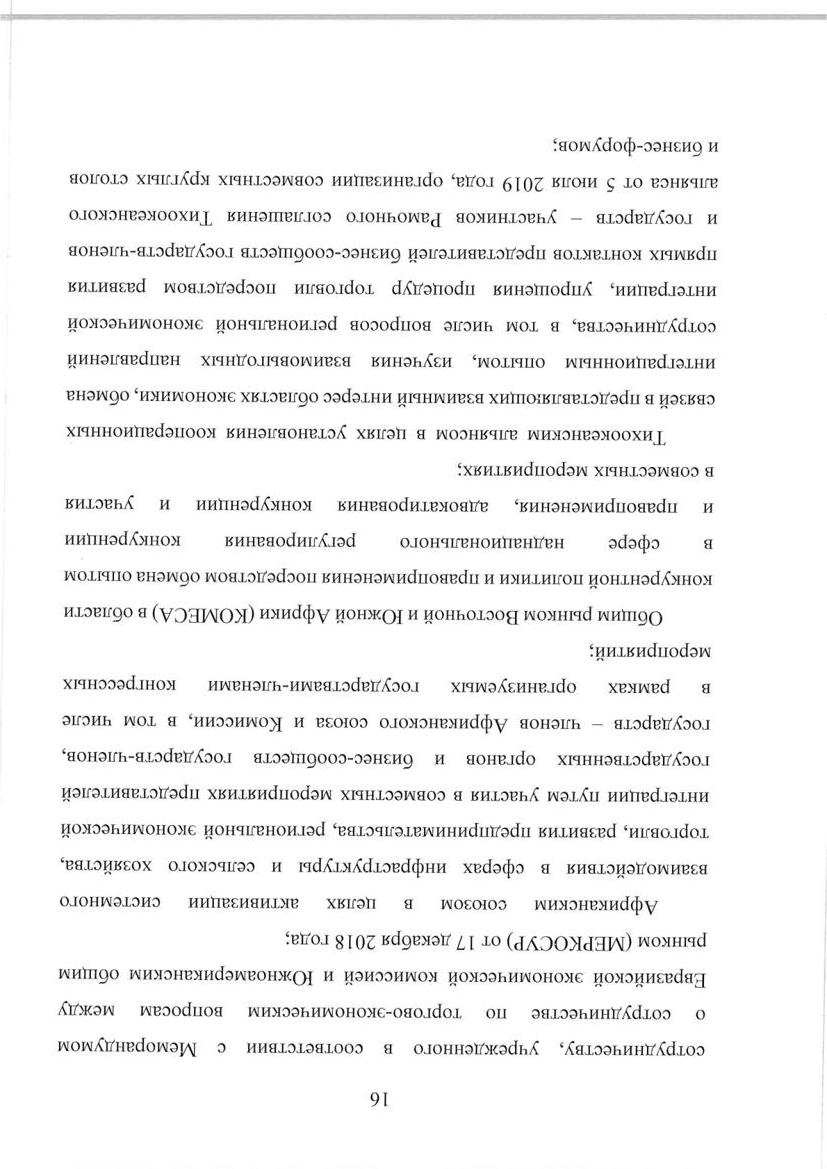 16
сотрудничеству, учрежденного в соответствии с Меморандумом
о сотрудничестве по торгово-экономическим вопросам между
Евразийской экономической комиссией и Южноамериканским общим
рынком (МЕРКОСУР) от 17 декабря 2018 года;
Африканским союзом в целях активизации системного
взаимодействия в сферах инфраструктуры и сельского хозяйства,
торговли, развития предпринимательства, региональной экономической
интеграции путем участия в совместных мероприятиях представителей
государственных органов и бизнес-сообществ государств-членов,
государств – членов Африканского союза и Комиссии, в том числе
в рамках организуемых государствами-членами конгрессных
мероприятий;
Общим рынком Восточной и Южной Африки (КОМЕСА) в области
конкурентной политики и правоприменения посредством обмена опытом
в сфере наднационального регулирования конкуренции
и правоприменения, адвокатирования конкуренции и участия
в совместных мероприятиях;
Тихоокеанским альянсом в целях установления кооперационных
связей в представляющих взаимный интерес областях экономики, обмена
интеграционным опытом, изучения взаимовыгодных направлений
сотрудничества, в том числе вопросов региональной экономической
интеграции, упрощения процедур торговли посредством развития
прямых контактов представителей бизнес-сообществ государств-членов
и государств – участников Рамочного соглашения Тихоокеанского
альянса от 5 июля 2019 года, организации совместных круглых столов
и бизнес-форумов;